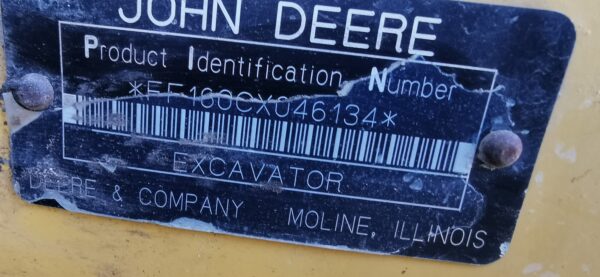 JOHN DEERE
Product Identification Number
*FF160CX046134*
EXCAVATOR
DEERE & COMPANY MOLINE, ILLINOIS